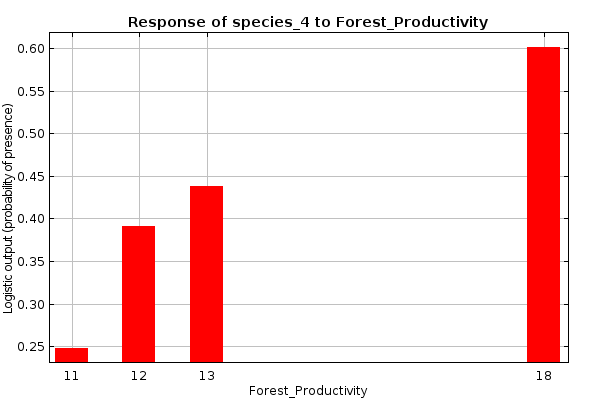 Response of species_4 to Forest_Productivity
Logistic output (probability of presence)
0.60
0.55
0.50
0.45
0.40
0.35
0.30
0.25
11 12 13 18
Forest_Productivity